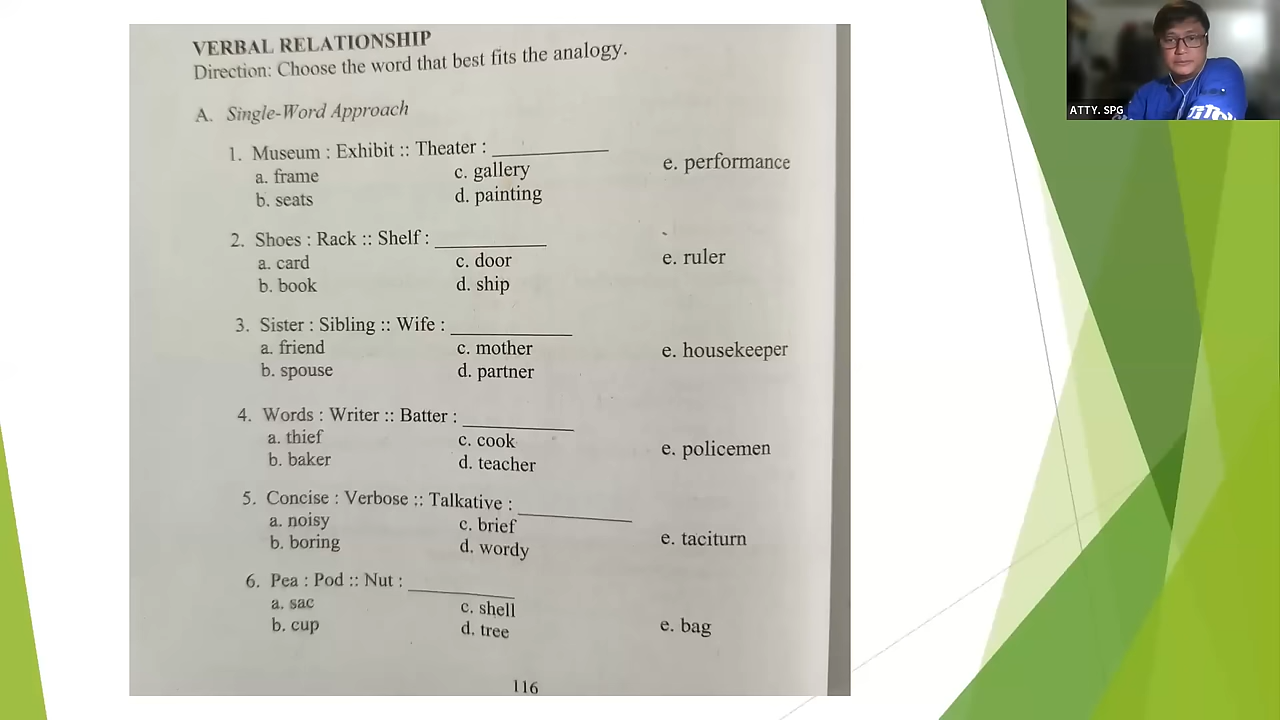 VERBAL RELATIONSHIP
Direction: Choose the word that best fits the analogy.
A. Single-Word Approach
1. Museum : Exhibit :: Theater : ____________
a. frame c. gallery e. performance
b. seats d. painting
2. Shoes : Rack :: Shelf : ____________
a. card c. door e. ruler
b. book d. ship
3. Sister : Sibling :: Wife : ____________
a. friend c. mother e. housekeeper
b. spouse d. partner
4. Words : Writer :: Batter : ____________
a. thief c. cook e. policemen
b. baker d. teacher
5. Concise : Verbose :: Talkative : ____________
a. noisy c. brief e. taciturn
b. boring d. wordy
6. Pea : Pod :: Nut : ____________
a. sac c. shell e. bag
b. cup d. tree
116
ATTY. SPG